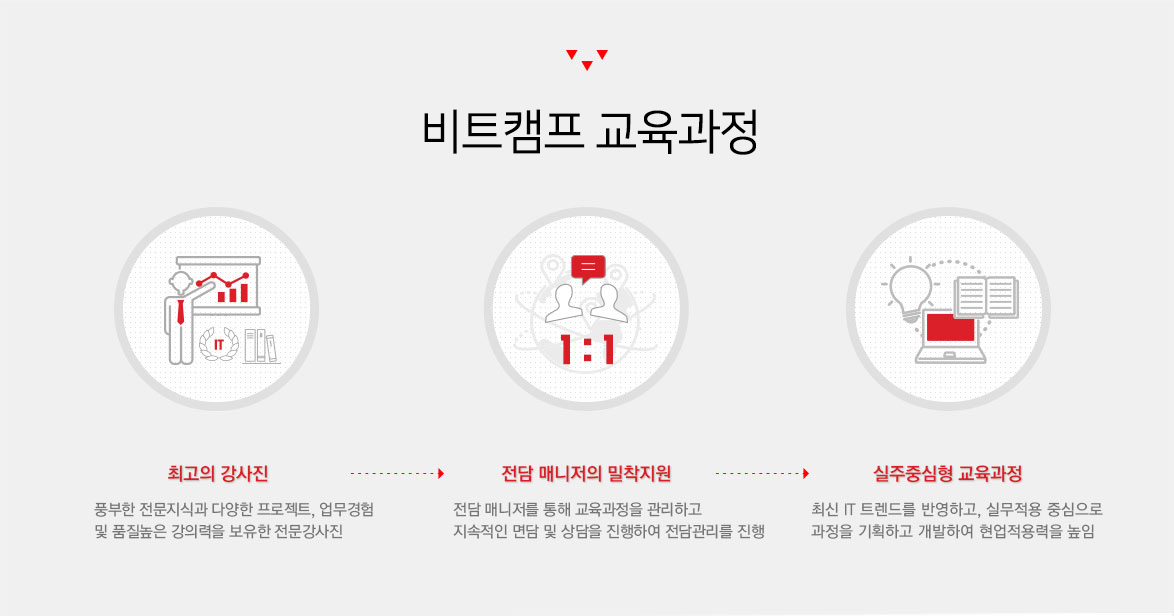 비트캠프 교육과정
IT
1:1
최고의 강사진
풍부한 전문지식과 다양한 프로젝트, 업무경험
및 품질높은 강의력을 보유한 전문강사진
전담 매니저의 밀착지원
전담 매니저를 통해 교육과정을 관리하고
지속적인 면담 및 상담을 진행하여 전담관리를 진행
실주중심형 교육과정
최신 IT 트렌드를 반영하고, 실무적용 중심으로
과정을 기획하고 개발하여 현업적용력을 높임